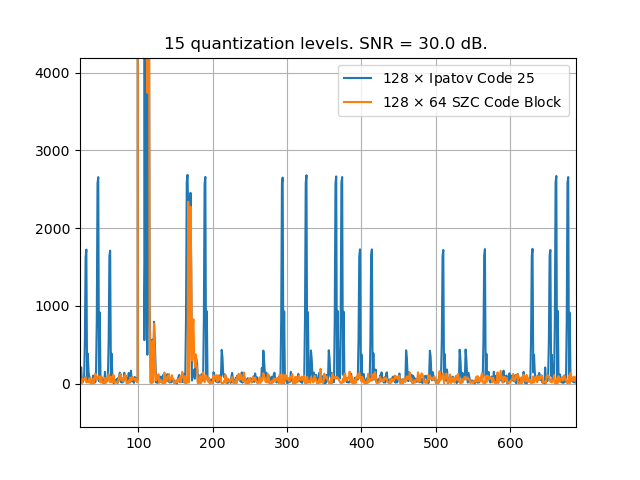 15 quantization levels. SNR = 30.0 dB.
128 × Ipatov Code 25
128 × 64 SZC Code Block
4000
3000
2000
1000
0
100 200 300 400 500 600